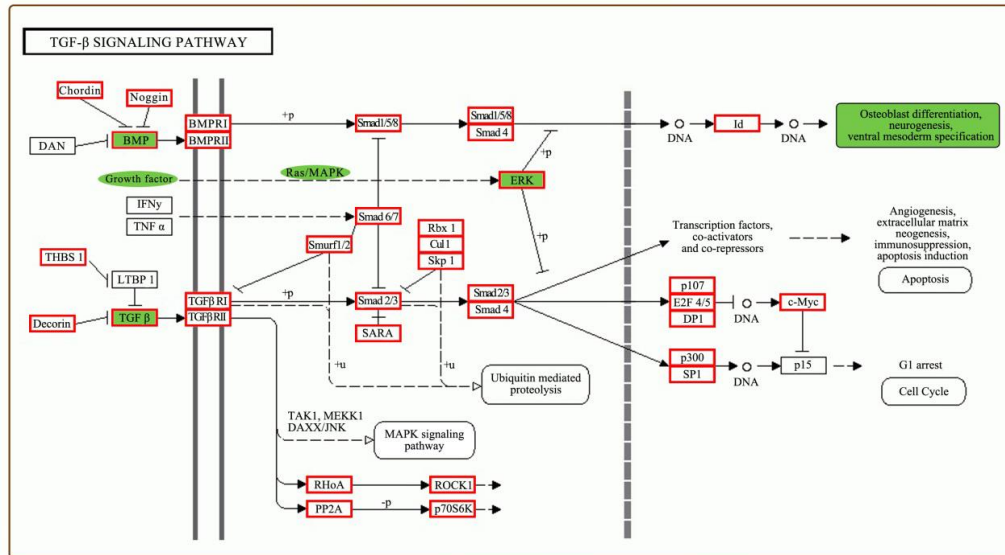 TGF-β SIGNALING PATHWAY
Chordin
Noggin
DAN
BMP
BMPRI
BMPRII
+p
Smad1/5/8
Smad1/5/8
Smad 4
DNA
Id
DNA
Osteoblast differentiation,
neurogenesis,
ventral mesoderm specification
Growth factor
Ras/MAPK
ERK
+p
+p
IFNγ
TNF α
Smad 6/7
Smurf1/2
Rbx 1
Cul1
Skp 1
Transcription factors,
co-activators
and co-repressors
Angiogenesis,
extracellular matrix
neogenesis,
immunosuppression,
apoptosis induction
Apoptosis
THBS 1
LTBP 1
Decorin
TGF β
TGFβ RI
TGFβRII
+p
Smad 2/3
SARA
Smad2/3
Smad 4
p107
E2F 4/5
DP1
DNA
c-Myc
p300
SP1
DNA
p15
G1 arrest
Cell Cycle
+u
+u
Ubiquitin mediated
proteolysis
TAK1, MEKK1
DAXX/JNK
MAPK signaling
pathway
RHoA
ROCK1
PP2A
-p
p70S6K